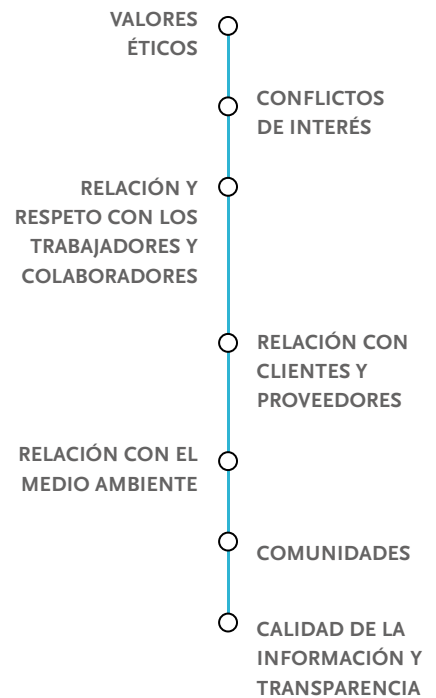 VALORES
ÉTICOS
CONFLICTOS
DE INTERÉS
RELACIÓN Y
RESPETO CON LOS
TRABAJADORES Y
COLABORADORES
RELACIÓN CON
CLIENTES Y
PROVEEDORES
RELACIÓN CON EL
MEDIO AMBIENTE
COMUNIDADES
CALIDAD DE LA
INFORMACIÓN Y
TRANSPARENCIA